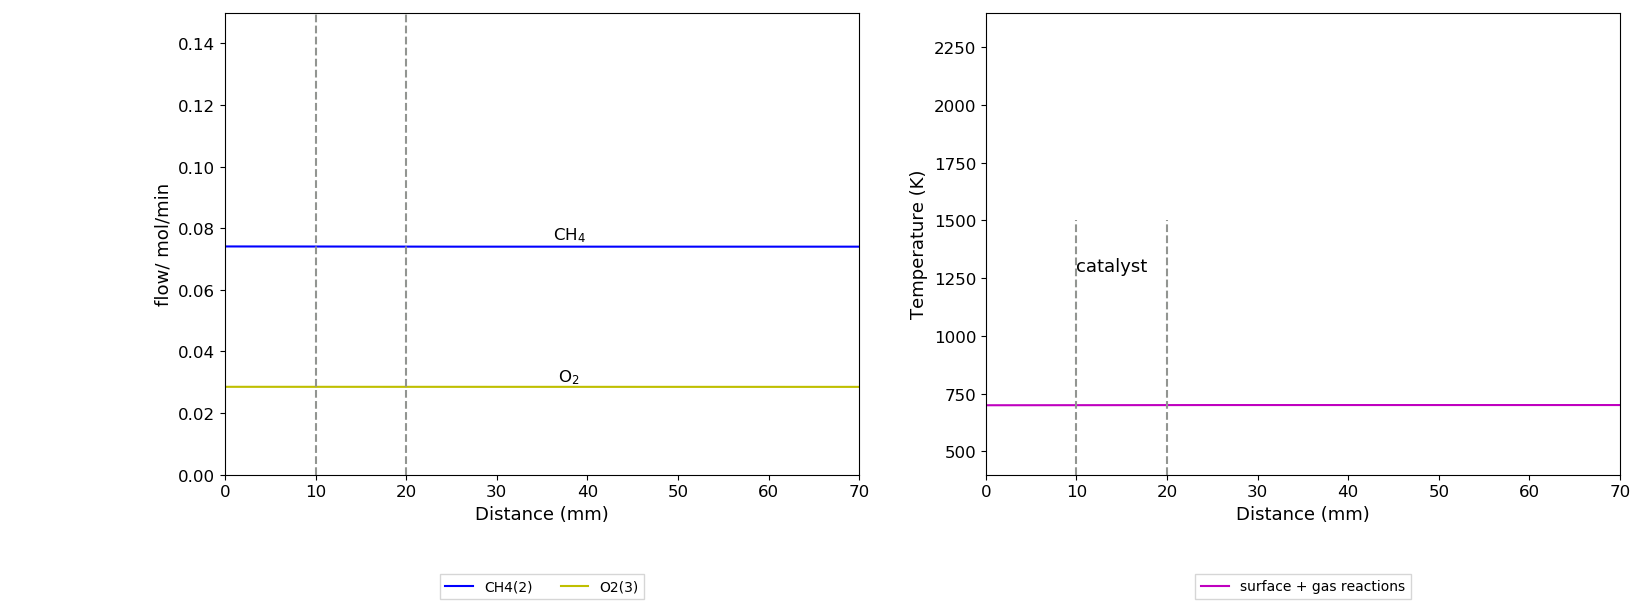 flow/ mol/min
0.14
0.12
0.10
0.08
0.06
0.04
0.02
0.00
CH₄
O₂
0 10 20 30 40 50 60 70
Distance (mm)
CH4(2) O2(3)
Temperature (K)
2250
2000
1750
1500
1250
1000
750
500
catalyst
0 10 20 30 40 50 60 70
Distance (mm)
surface + gas reactions